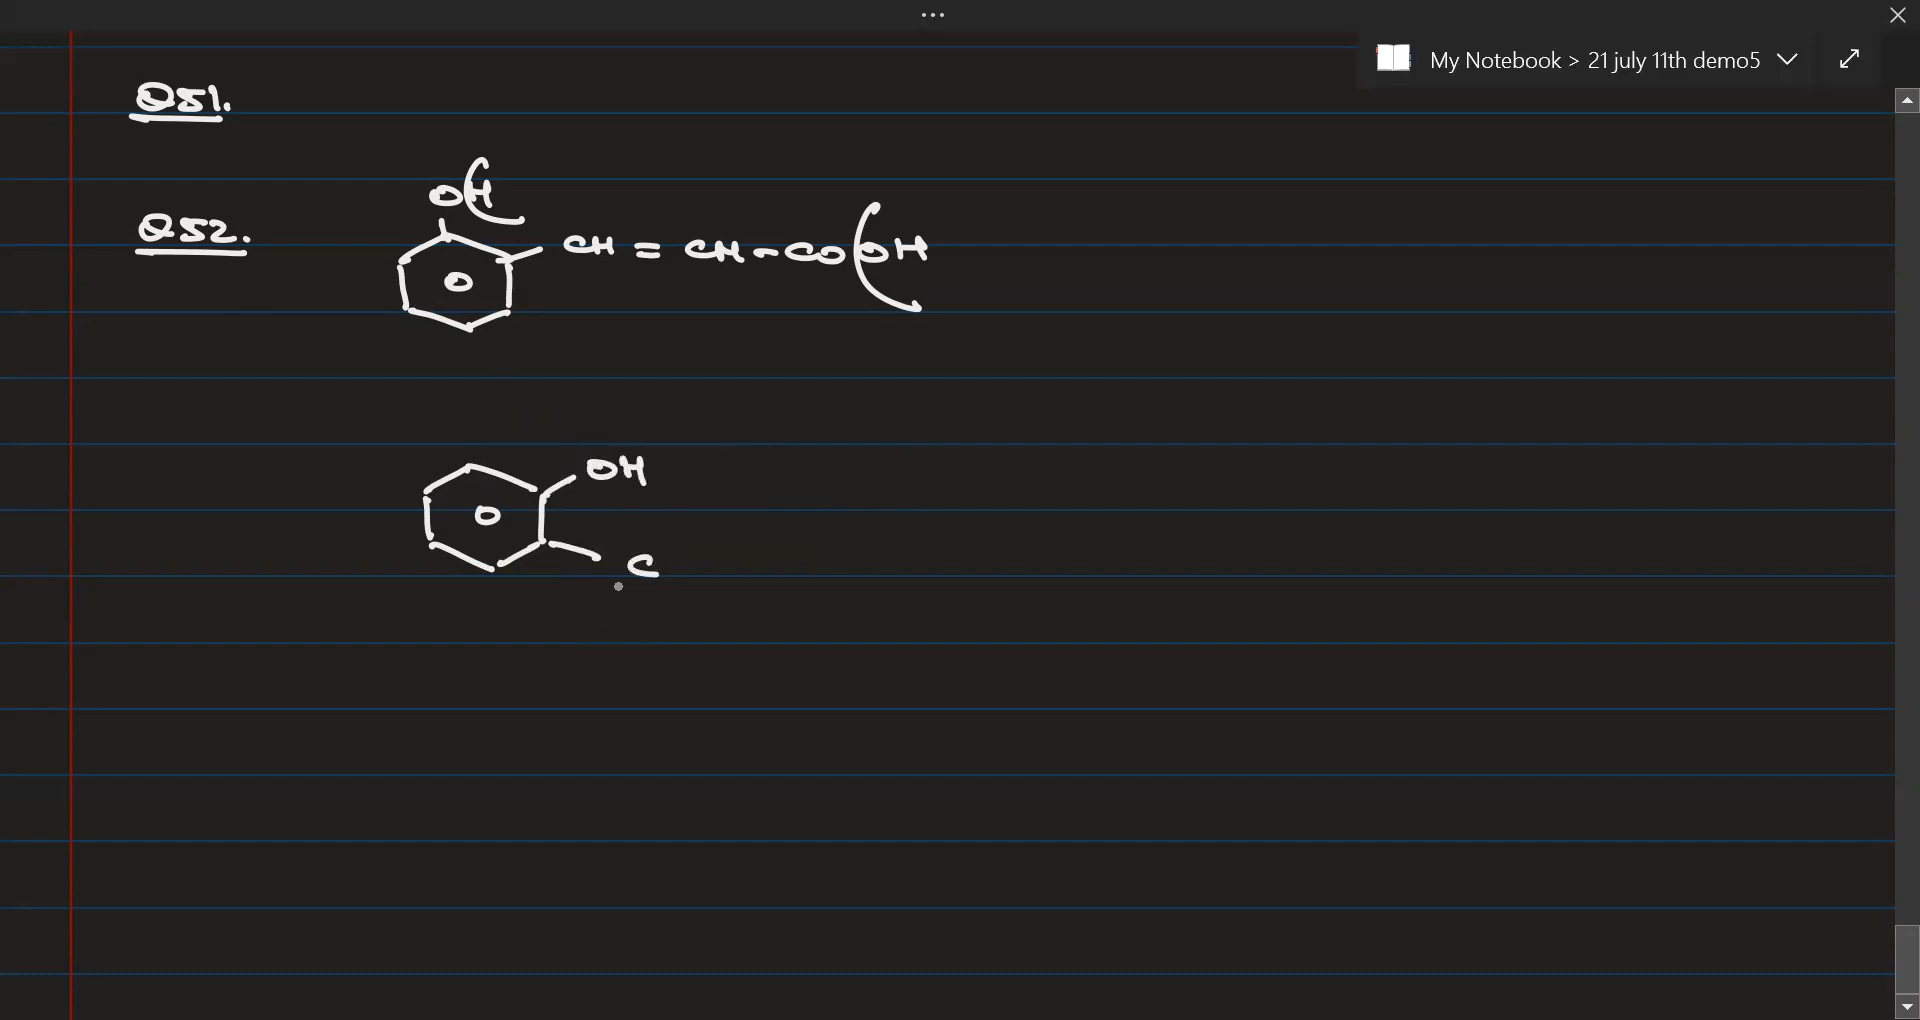 ...
My Notebook > 21 july 11th demo5
Q51.
OH
Q52.
CH = CH - COOH
OH
C